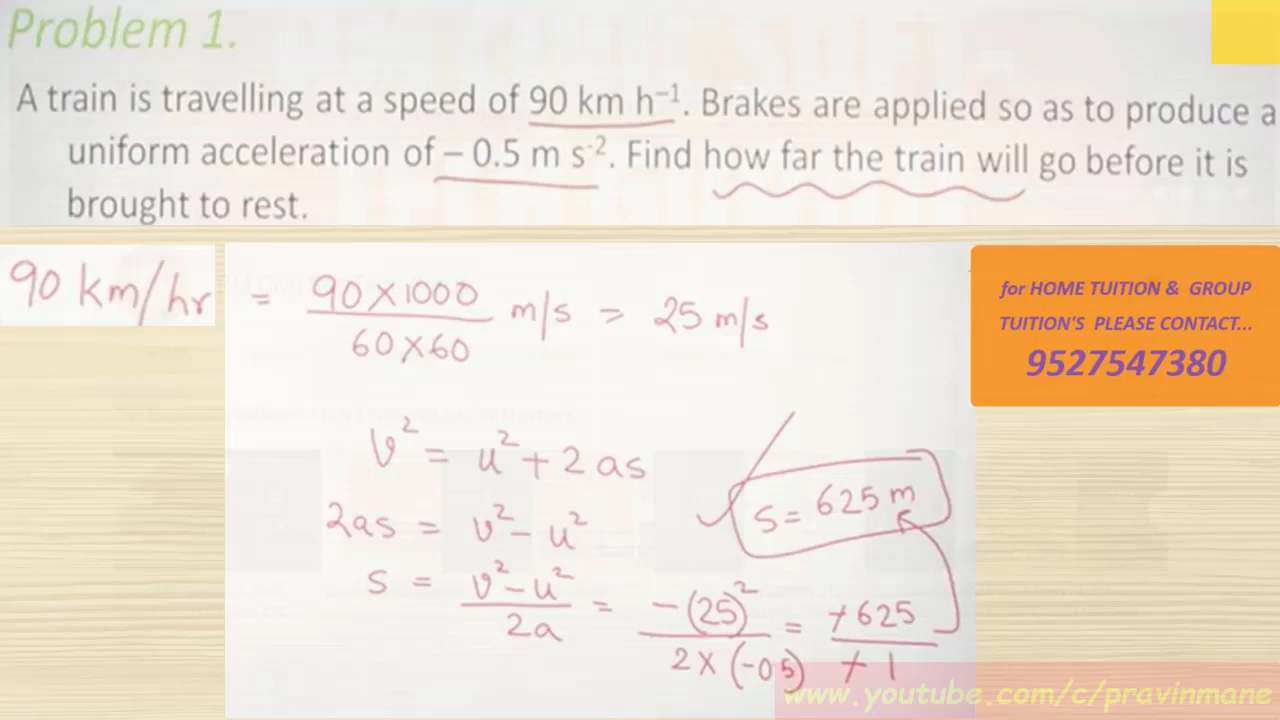 Problem 1.
A train is travelling at a speed of 90 km h⁻¹. Brakes are applied so as to produce a
uniform acceleration of – 0.5 m s⁻². Find how far the train will go before it is
brought to rest.
90 km/hr = 90×1000 / 60×60 m/s = 25 m/s
for HOME TUITION & GROUP
TUITION'S PLEASE CONTACT...
9527547380
v² = u² + 2as
S = 625 m
2as = v² – u²
s = v² – u² / 2a = –(25)² / 2×(-0.5) = +625 / +1
www.youtube.com/c/pravinmane